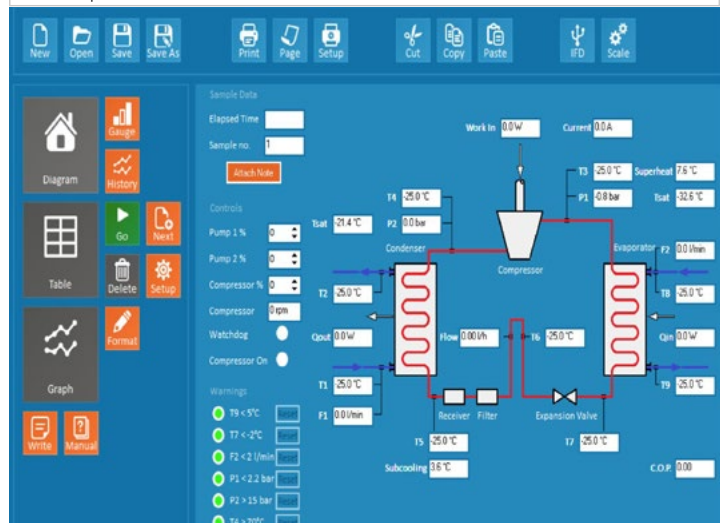 New Open Save Save As Print Page Setup Cut Copy Paste IFD Scale
Diagram
Gauge
History
Table
Go
Next
Delete
Setup
Graph
Format
Write
Manual
Sample Data
Elapsed Time
Sample no. 1
Attach Note
Controls
Pump 1 % 0
Pump 2 % 0
Compressor % 0
Compressor 0 rpm
Watchdog
Compressor On
Warnings
T9 < 5°C Reset
T7 < -2°C Reset
F2 < 2 l/min Reset
P1 < 2.2 bar Reset
P2 > 15 bar Reset
Work In 0.0 W
Current 0.0 A
T4 -25.0 °C
T3 -25.0 °C
Superheat 7.6 °C
Tsat -21.4 °C
P2 0.0 bar
P1 -0.8 bar
Tsat -32.6 °C
Condenser
Compressor
Evaporator
F2 0.0 l/min
T2 -25.0 °C
T8 -25.0 °C
Qout 0.0 W
Flow 0.00 l/h
T6 -25.0 °C
Qin 0.0 W
T1 -25.0 °C
T9 -25.0 °C
F1 0.0 l/min
Receiver
Filter
Expansion Valve
T5 -25.0 °C
T7 -25.0 °C
Subcooling 3.6 °C
C.O.P. 0.00